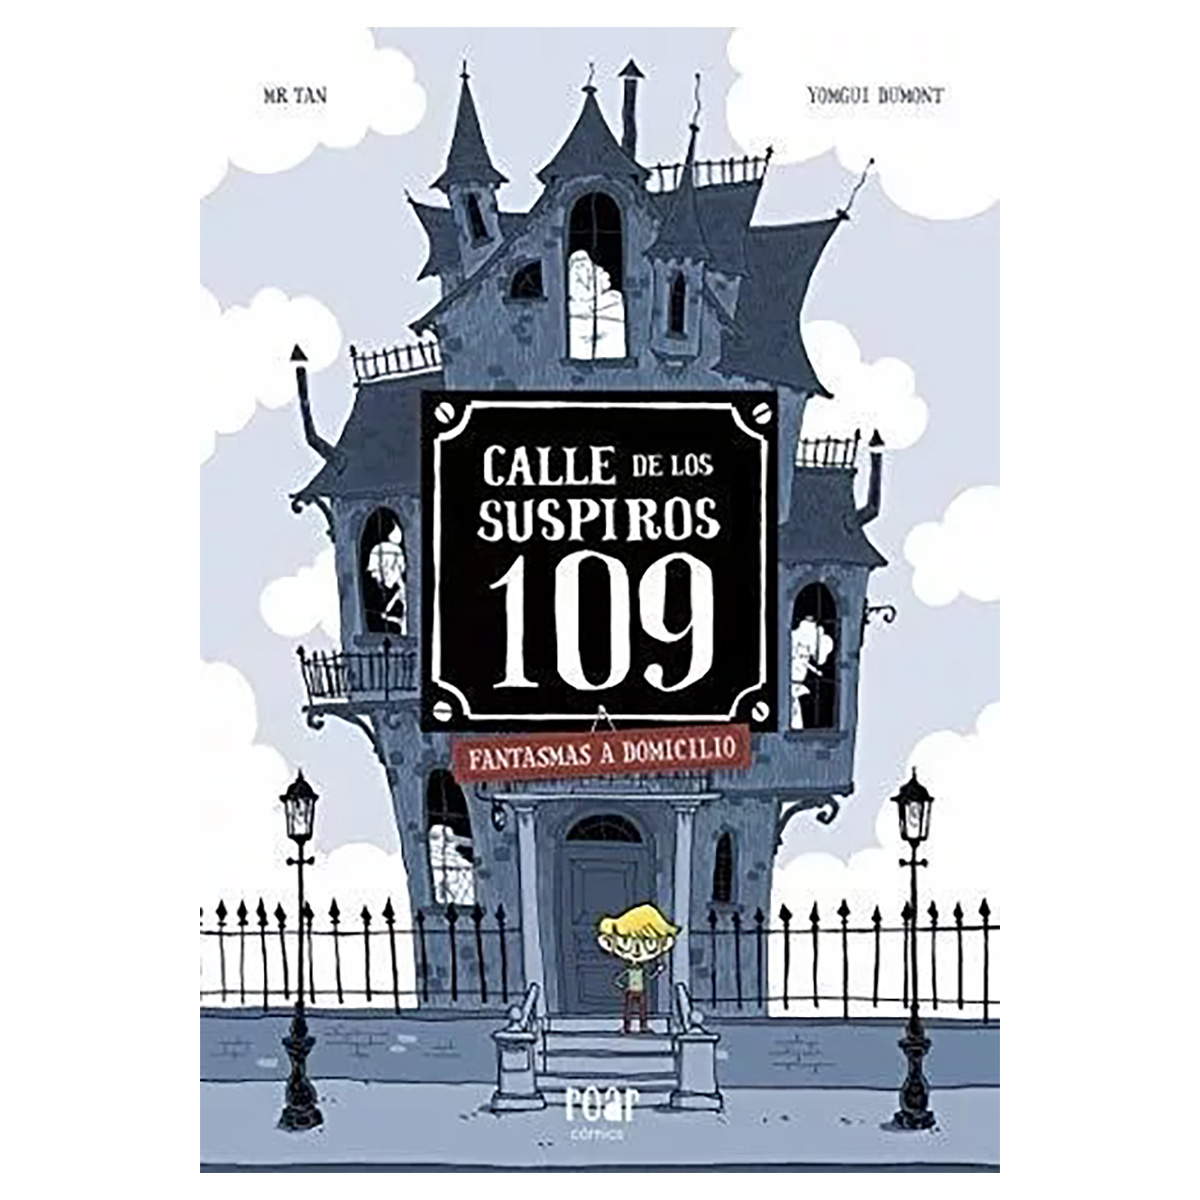 MR TAN
YOMGUI DUMONT
CALLE DE LOS
SUSPIROS
109
FANTASMAS A DOMICILIO
roar
cómics